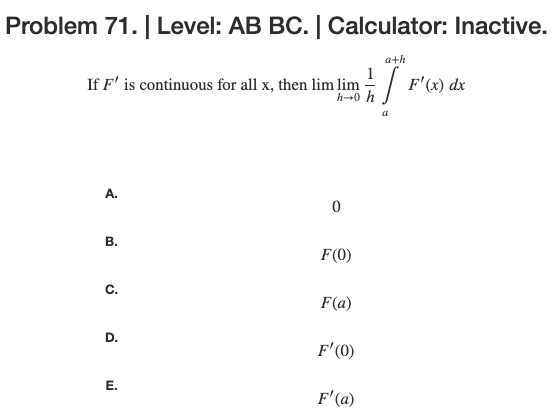 Problem 71. | Level: AB BC. | Calculator: Inactive.
If F′ is continuous for all x, then lim lim_{h→0} \frac{1}{h} \int_{a}^{a+h} F′(x) dx
A.
0
B.
F(0)
C.
F(a)
D.
F′(0)
E.
F′(a)